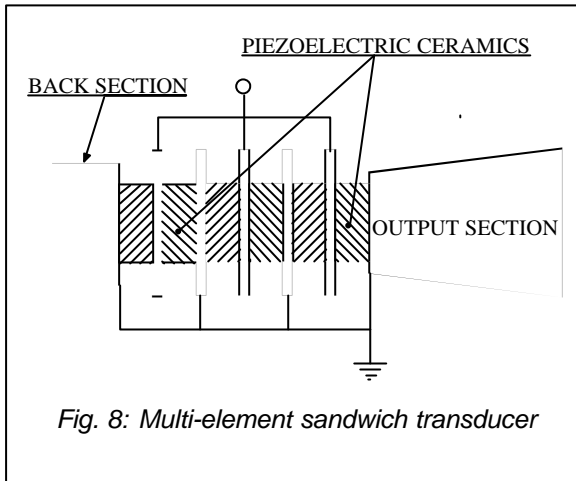 PIEZOELECTRIC CERAMICS
BACK SECTION
OUTPUT SECTION
Fig. 8: Multi-element sandwich transducer